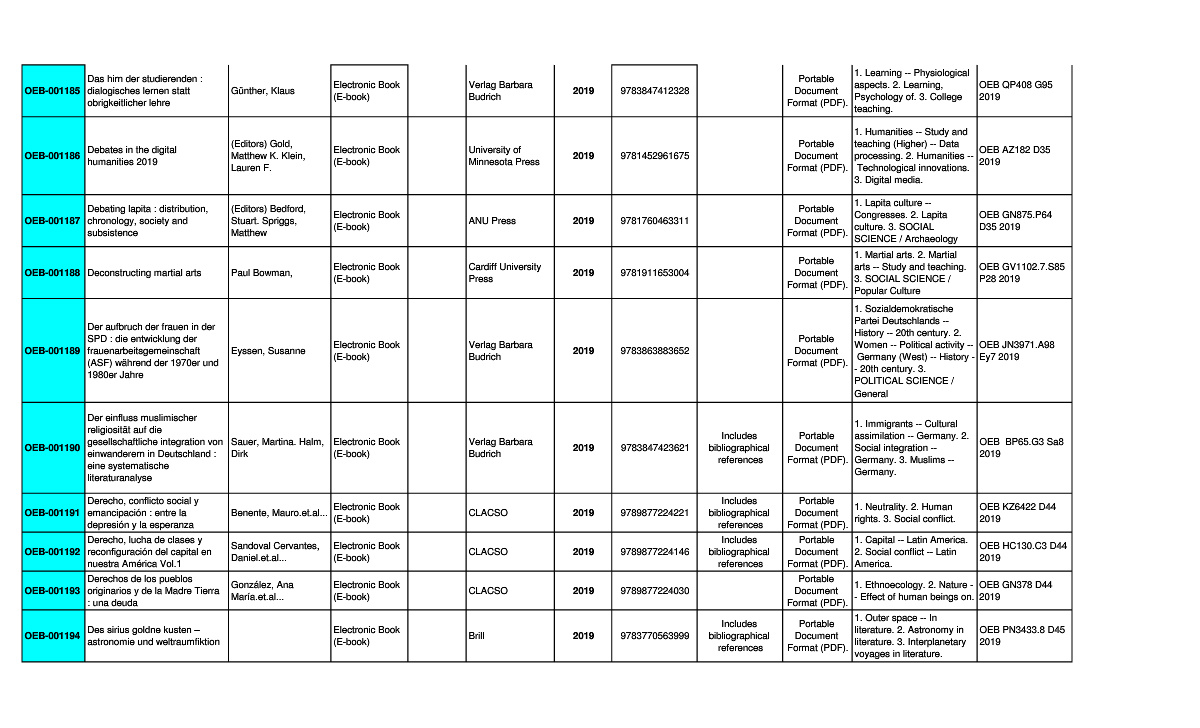 OEB-001185
Das hirn der studierenden :
dialogisches lernen statt
obrigkeitlicher lehre
Günther, Klaus
Electronic Book
(E-book)
Verlag Barbara
Budrich
2019
9783847412328
Portable
Document
Format (PDF).
1. Learning -- Physiological
aspects. 2. Learning,
Psychology of. 3. College
teaching.
OEB QP408 G95
2019
OEB-001186
Debates in the digital
humanities 2019
(Editors) Gold,
Matthew K. Klein,
Lauren F.
Electronic Book
(E-book)
University of
Minnesota Press
2019
9781452961675
Portable
Document
Format (PDF).
1. Humanities -- Study and
teaching (Higher) -- Data
processing. 2. Humanities --
Technological innovations.
3. Digital media.
OEB AZ182 D35
2019
OEB-001187
Debating lapita : distribution,
chronology, society and
subsistence
(Editors) Bedford,
Stuart. Spriggs,
Matthew
Electronic Book
(E-book)
ANU Press
2019
9781760463311
Portable
Document
Format (PDF).
1. Lapita culture --
Congresses. 2. Lapita
culture. 3. SOCIAL
SCIENCE / Archaeology
OEB GN875.P64
D35 2019
OEB-001188
Deconstructing martial arts
Paul Bowman,
Electronic Book
(E-book)
Cardiff University
Press
2019
9781911653004
Portable
Document
Format (PDF).
1. Martial arts. 2. Martial
arts -- Study and teaching.
3. SOCIAL SCIENCE /
Popular Culture
OEB GV1102.7.S85
P28 2019
OEB-001189
Der aufbruch der frauen in der
SPD : die entwicklung der
frauenarbeitsgemeinschaft
(ASF) während der 1970er und
1980er Jahre
Eyssen, Susanne
Electronic Book
(E-book)
Verlag Barbara
Budrich
2019
9783863883652
Portable
Document
Format (PDF).
1. Sozialdemokratische
Partei Deutschlands --
History -- 20th century. 2.
Women -- Political activity --
Germany (West) -- History -
- 20th century. 3.
POLITICAL SCIENCE /
General
OEB JN3971.A98
Ey7 2019
OEB-001190
Der einfluss muslimischer
religiosität auf die
gesellschaftliche integration von
einwanderern in Deutschland :
eine systematische
literaturanalyse
Sauer, Martina. Halm,
Dirk
Electronic Book
(E-book)
Verlag Barbara
Budrich
2019
9783847423621
Includes
bibliographical
references
Portable
Document
Format (PDF).
1. Immigrants -- Cultural
assimilation -- Germany. 2.
Social integration --
Germany. 3. Muslims --
Germany.
OEB BP65.G3 Sa8
2019
OEB-001191
Derecho, conflicto social y
emancipación : entre la
depresión y la esperanza
Benente, Mauro.et.al...
Electronic Book
(E-book)
CLACSO
2019
9789877224221
Includes
bibliographical
references
Portable
Document
Format (PDF).
1. Neutrality. 2. Human
rights. 3. Social conflict.
OEB KZ6422 D44
2019
OEB-001192
Derecho, lucha de clases y
reconfiguración del capital en
nuestra América Vol.1
Sandoval Cervantes,
Daniel.et.al...
Electronic Book
(E-book)
CLACSO
2019
9789877224146
Includes
bibliographical
references
Portable
Document
Format (PDF).
1. Capital -- Latin America.
2. Social conflict -- Latin
America.
OEB HC130.C3 D44
2019
OEB-001193
Derechos de los pueblos
originarios y de la Madre Tierra
: una deuda
González, Ana
María.et.al...
Electronic Book
(E-book)
CLACSO
2019
9789877224030
Portable
Document
Format (PDF).
1. Ethnoecology. 2. Nature -
- Effect of human beings on.
OEB GN378 D44
2019
OEB-001194
Des sirius goldne kusten –
astronomie und weltraumfiktion
Electronic Book
(E-book)
Brill
2019
9783770563999
Includes
bibliographical
references
Portable
Document
Format (PDF).
1. Outer space -- In
literature. 2. Astronomy in
literature. 3. Interplanetary
voyages in literature.
OEB PN3433.8 D45
2019